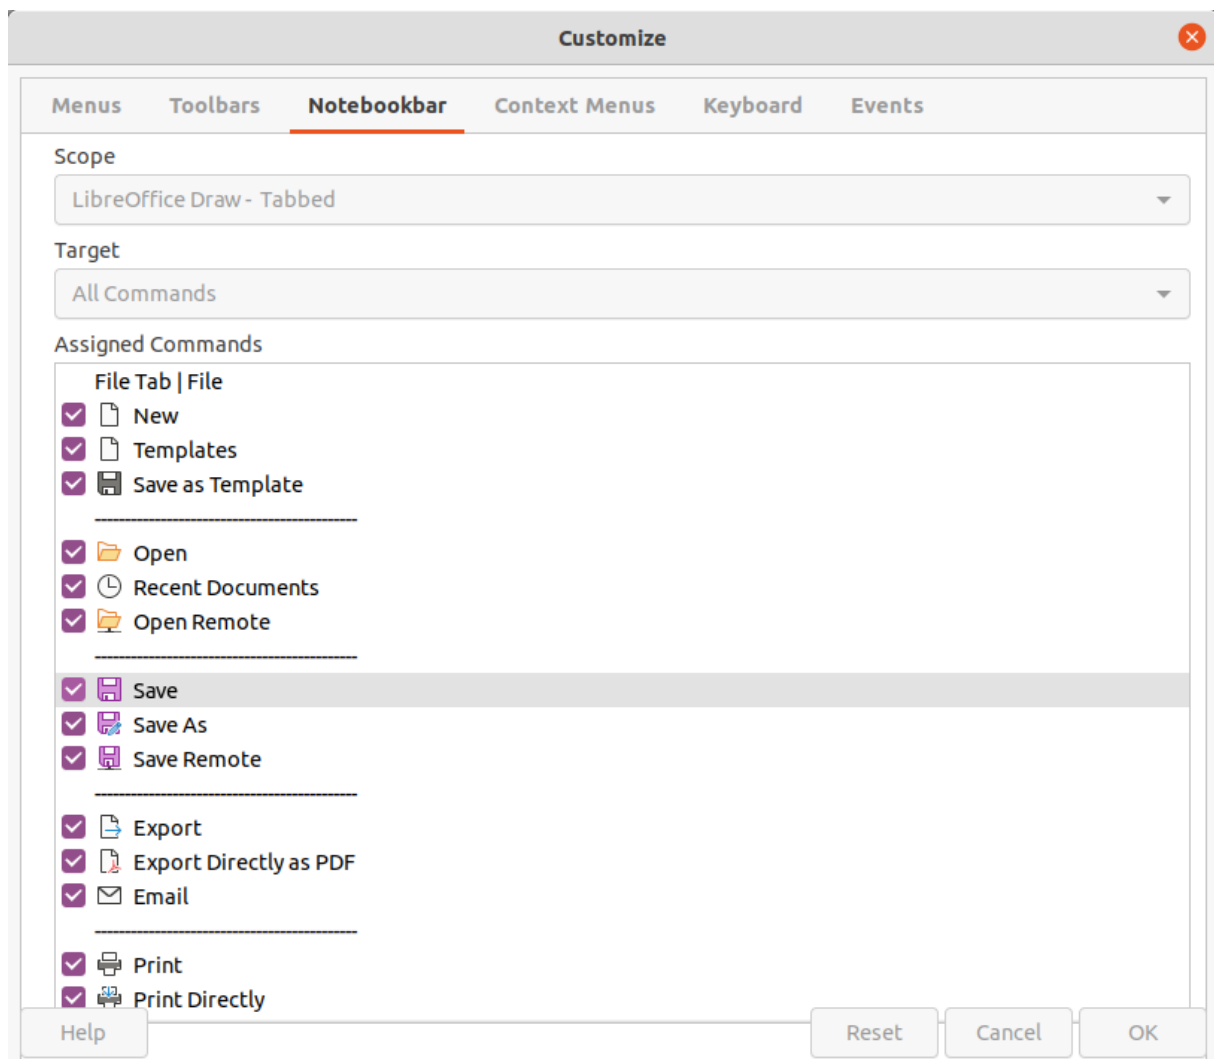 Customize
Menus Toolbars Notebookbar Context Menus Keyboard Events
Scope
LibreOffice Draw - Tabbed
Target
All Commands
Assigned Commands
File Tab | File
New
Templates
Save as Template
Open
Recent Documents
Open Remote
Save
Save As
Save Remote
Export
Export Directly as PDF
Email
Print
Print Directly
Help Reset Cancel OK